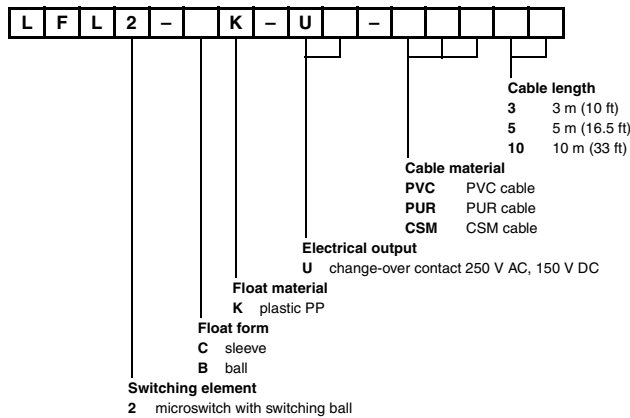 L F L 2 – K – U –
Cable length
3 3 m (10 ft)
5 5 m (16.5 ft)
10 10 m (33 ft)
Cable material
PVC PVC cable
PUR PUR cable
CSM CSM cable
Electrical output
U change-over contact 250 V AC, 150 V DC
Float material
K plastic PP
Float form
C sleeve
B ball
Switching element
2 microswitch with switching ball